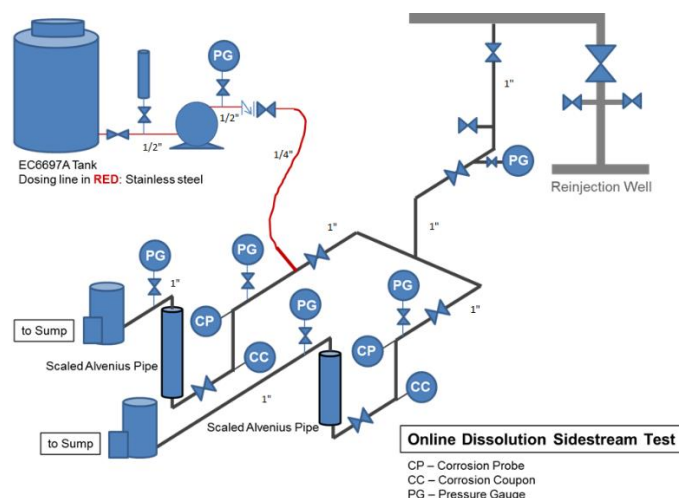 PG
1"
1/2"
1/2"
PG
EC6697A Tank
Dosing line in RED: Stainless steel
1/4"
Reinjection Well
1"
1"
PG
PG
1"
PG
PG
1"
to Sump
CP
CP
Scaled Alvenius Pipe
CC
CC
1"
to Sump
Scaled Alvenius Pipe
Online Dissolution Sidestream Test
CP – Corrosion Probe
CC – Corrosion Coupon
PG – Pressure Gauge